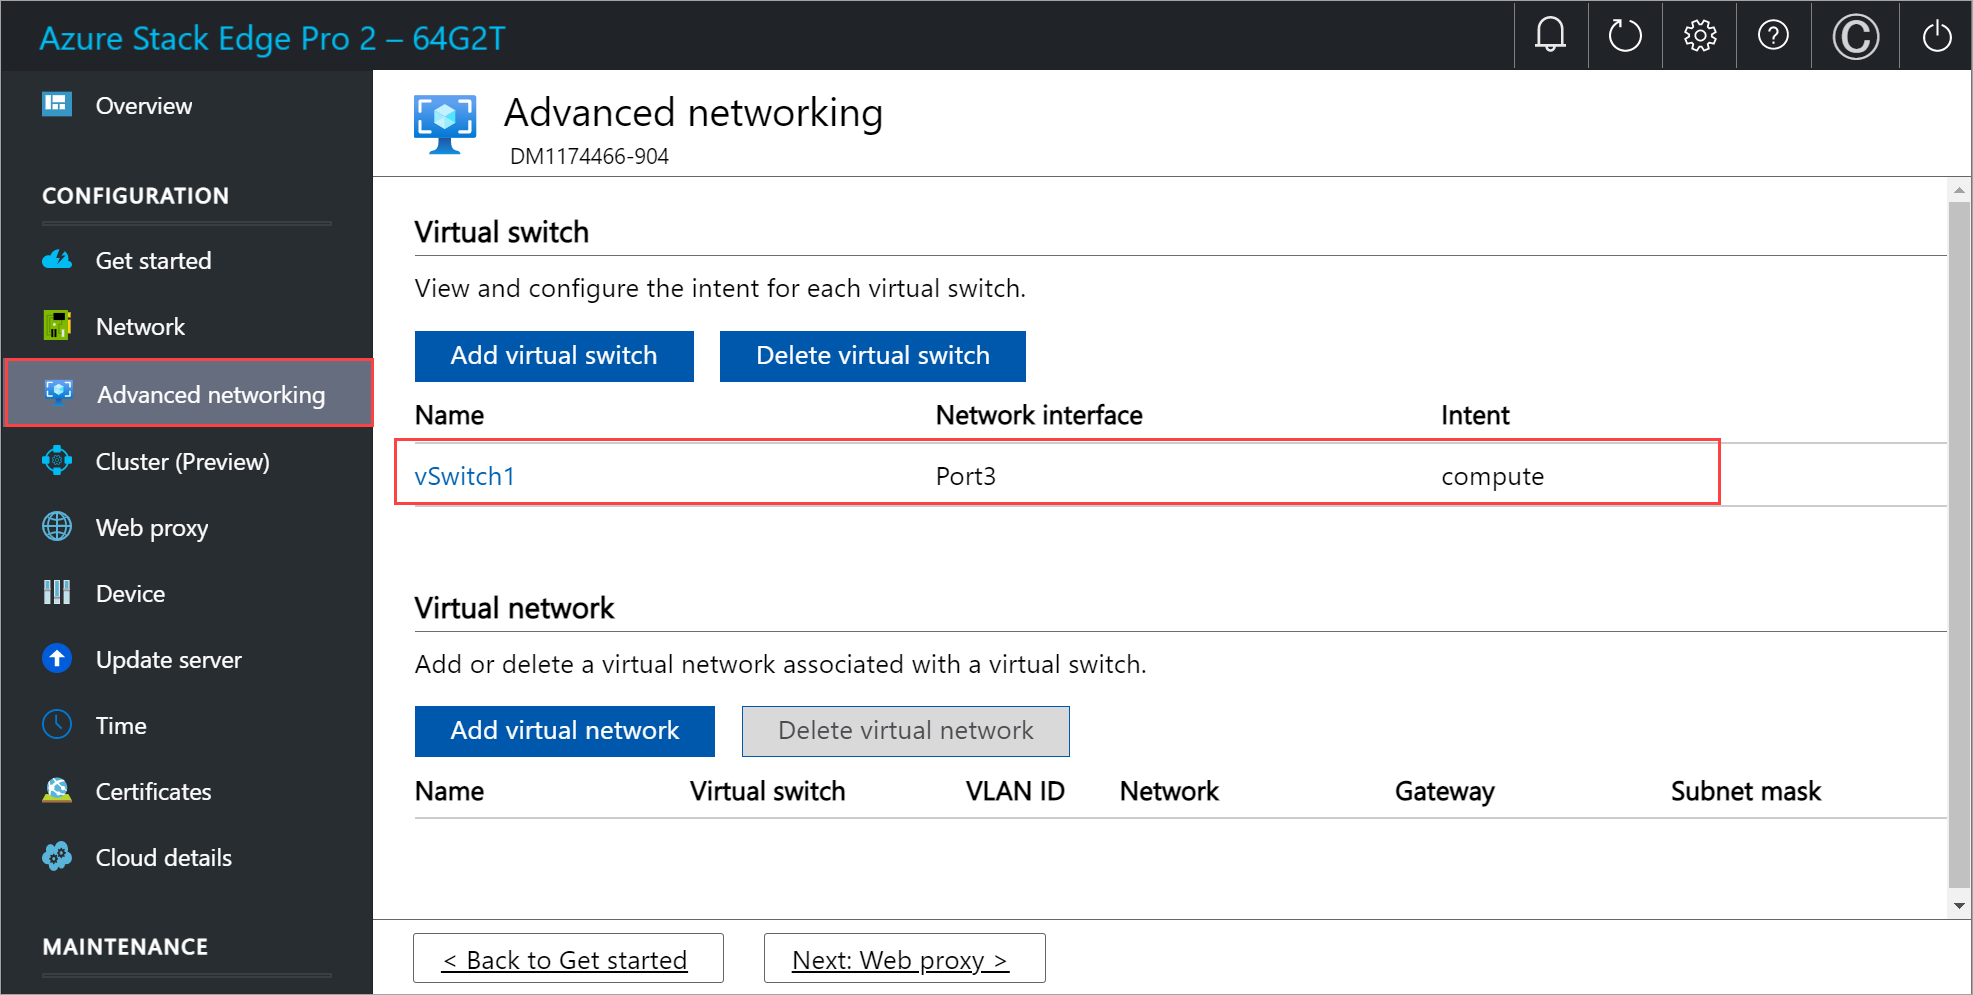 Azure Stack Edge Pro 2 – 64G2T
Overview
CONFIGURATION
Get started
Network
Advanced networking
Cluster (Preview)
Web proxy
Device
Update server
Time
Certificates
Cloud details
MAINTENANCE
Advanced networking
DM1174466-904
Virtual switch
View and configure the intent for each virtual switch.
Add virtual switch Delete virtual switch
Name Network interface Intent
vSwitch1 Port3 compute
Virtual network
Add or delete a virtual network associated with a virtual switch.
Add virtual network Delete virtual network
Name Virtual switch VLAN ID Network Gateway Subnet mask
< Back to Get started Next: Web proxy >